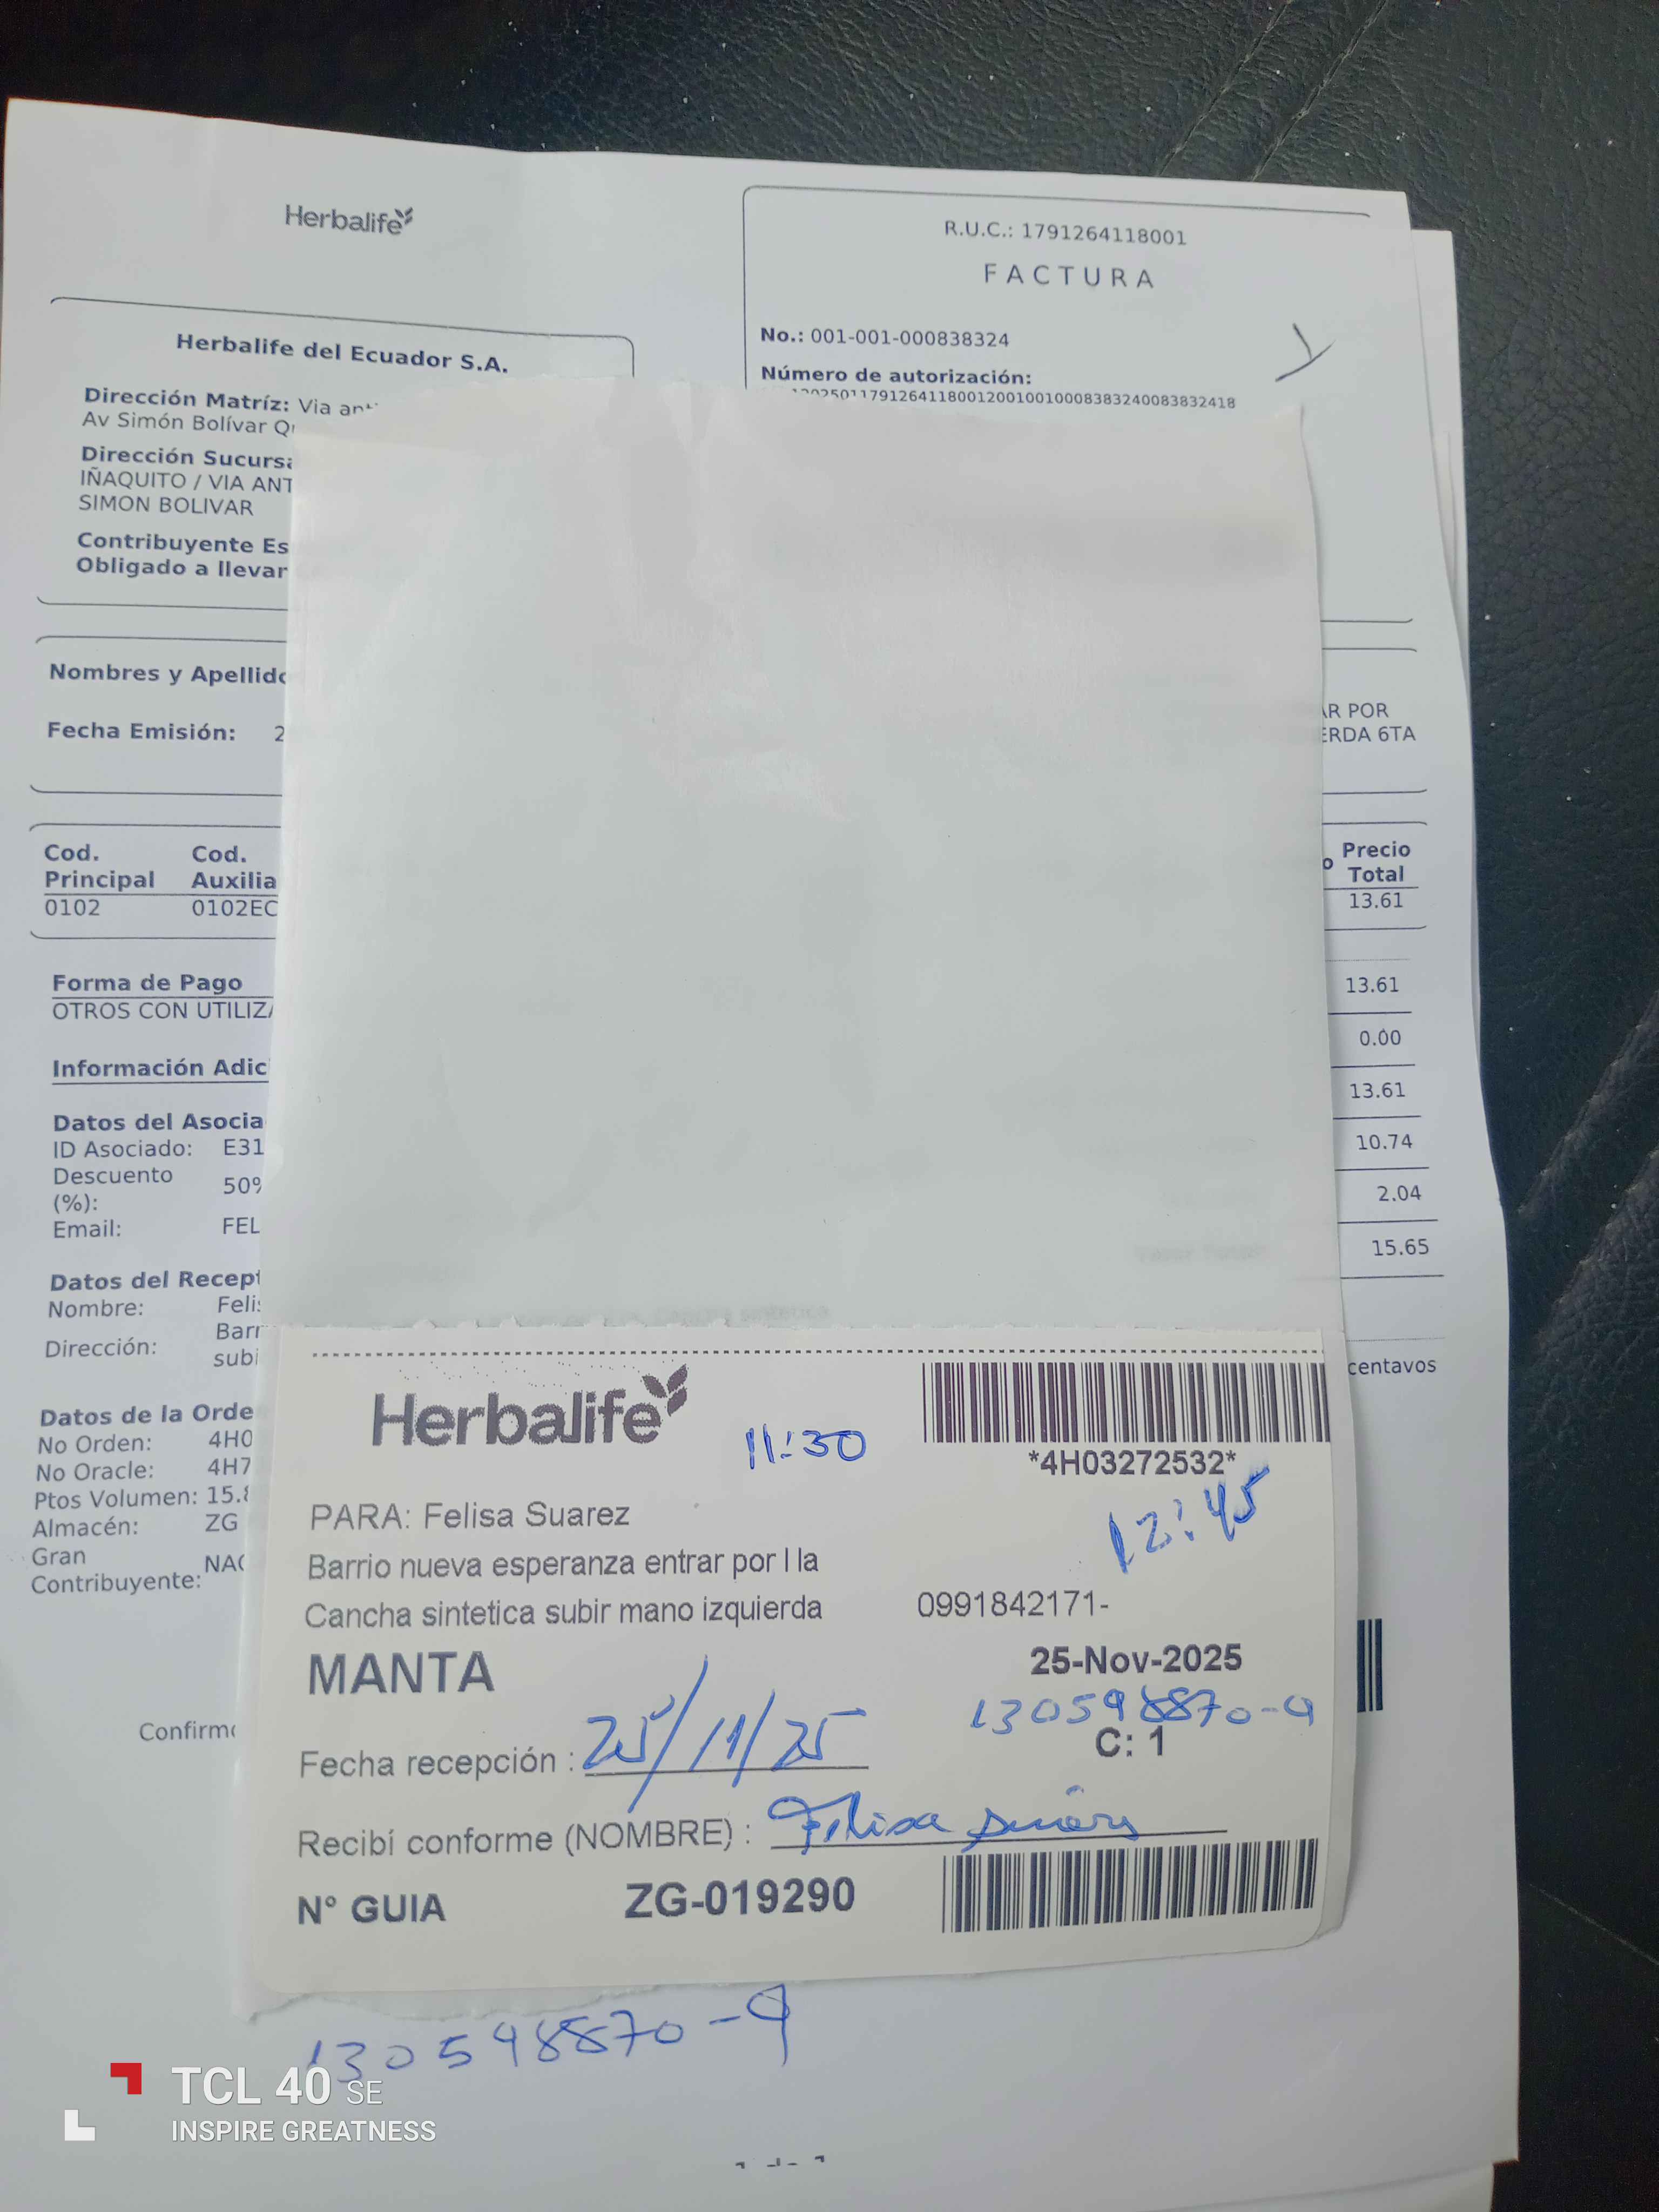 Herbalife
R.U.C.: 1791264118001
FACTURA
No.: 001-001-000838324
Número de autorización:
Herbalife del Ecuador S.A.
Dirección Matríz: Via
Av Simón Bolívar
Dirección
IÑAQUITO / VIA ANT
SIMON BOLIVAR
Contribuyente Es
Obligado a llevar
Nombres y
Fecha Emisión: 2
AR POR
ERDA 6TA
Cod. Principal
Cod. Auxilia
Precio Total
0102
0102EC
13.61
Forma de Pago
OTROS CON
13.61
0.00
13.61
10.74
2.04
15.65
Información Adic
Datos del Asocia
ID Asociado: E31
Descuento (%): 50%
Email: FEL
Datos del Recept
Nombre: Felis
Dirección: Barr
subi
centavos
Datos de la Orde
No Orden: 4H0
No Oracle: 4H7
Ptos Volumen: 15.8
Almacén: ZG
Gran Contribuyente: NAC
Confirm
Herbalife
11:30
*4H03272532*
12:45
PARA: Felisa Suarez
Barrio nueva esperanza entrar por l la
Cancha sintetica subir mano izquierda
0991842171-
MANTA
25-Nov-2025
130598870-9
C: 1
Fecha recepción : 25/11/25
Recibí conforme (NOMBRE) : Felisa Suárez
N° GUIA ZG-019290
130598870-9
TCL 40 SE
INSPIRE GREATNESS